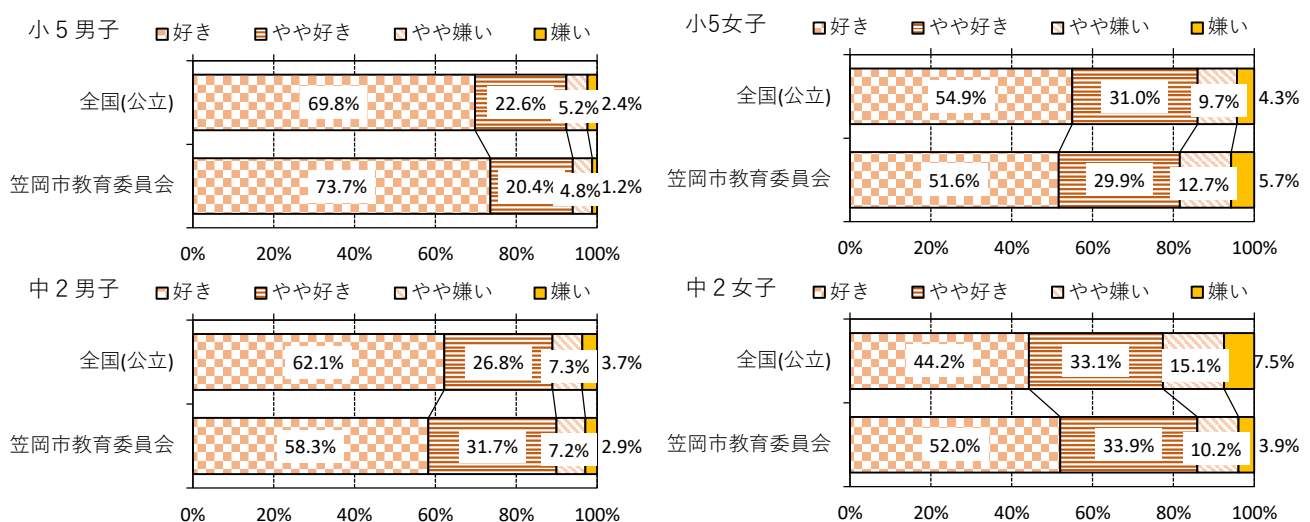 小5男子 好き やや好き やや嫌い 嫌い
全国(公立) 69.8% 22.6% 5.2% 2.4%
笠岡市教育委員会 73.7% 20.4% 4.8% 1.2%
0% 20% 40% 60% 80% 100%
小5女子 好き やや好き やや嫌い 嫌い
全国(公立) 54.9% 31.0% 9.7% 4.3%
笠岡市教育委員会 51.6% 29.9% 12.7% 5.7%
0% 20% 40% 60% 80% 100%
中2男子 好き やや好き やや嫌い 嫌い
全国(公立) 62.1% 26.8% 7.3% 3.7%
笠岡市教育委員会 58.3% 31.7% 7.2% 2.9%
0% 20% 40% 60% 80% 100%
中2女子 好き やや好き やや嫌い 嫌い
全国(公立) 44.2% 33.1% 15.1% 7.5%
笠岡市教育委員会 52.0% 33.9% 10.2% 3.9%
0% 20% 40% 60% 80% 100%